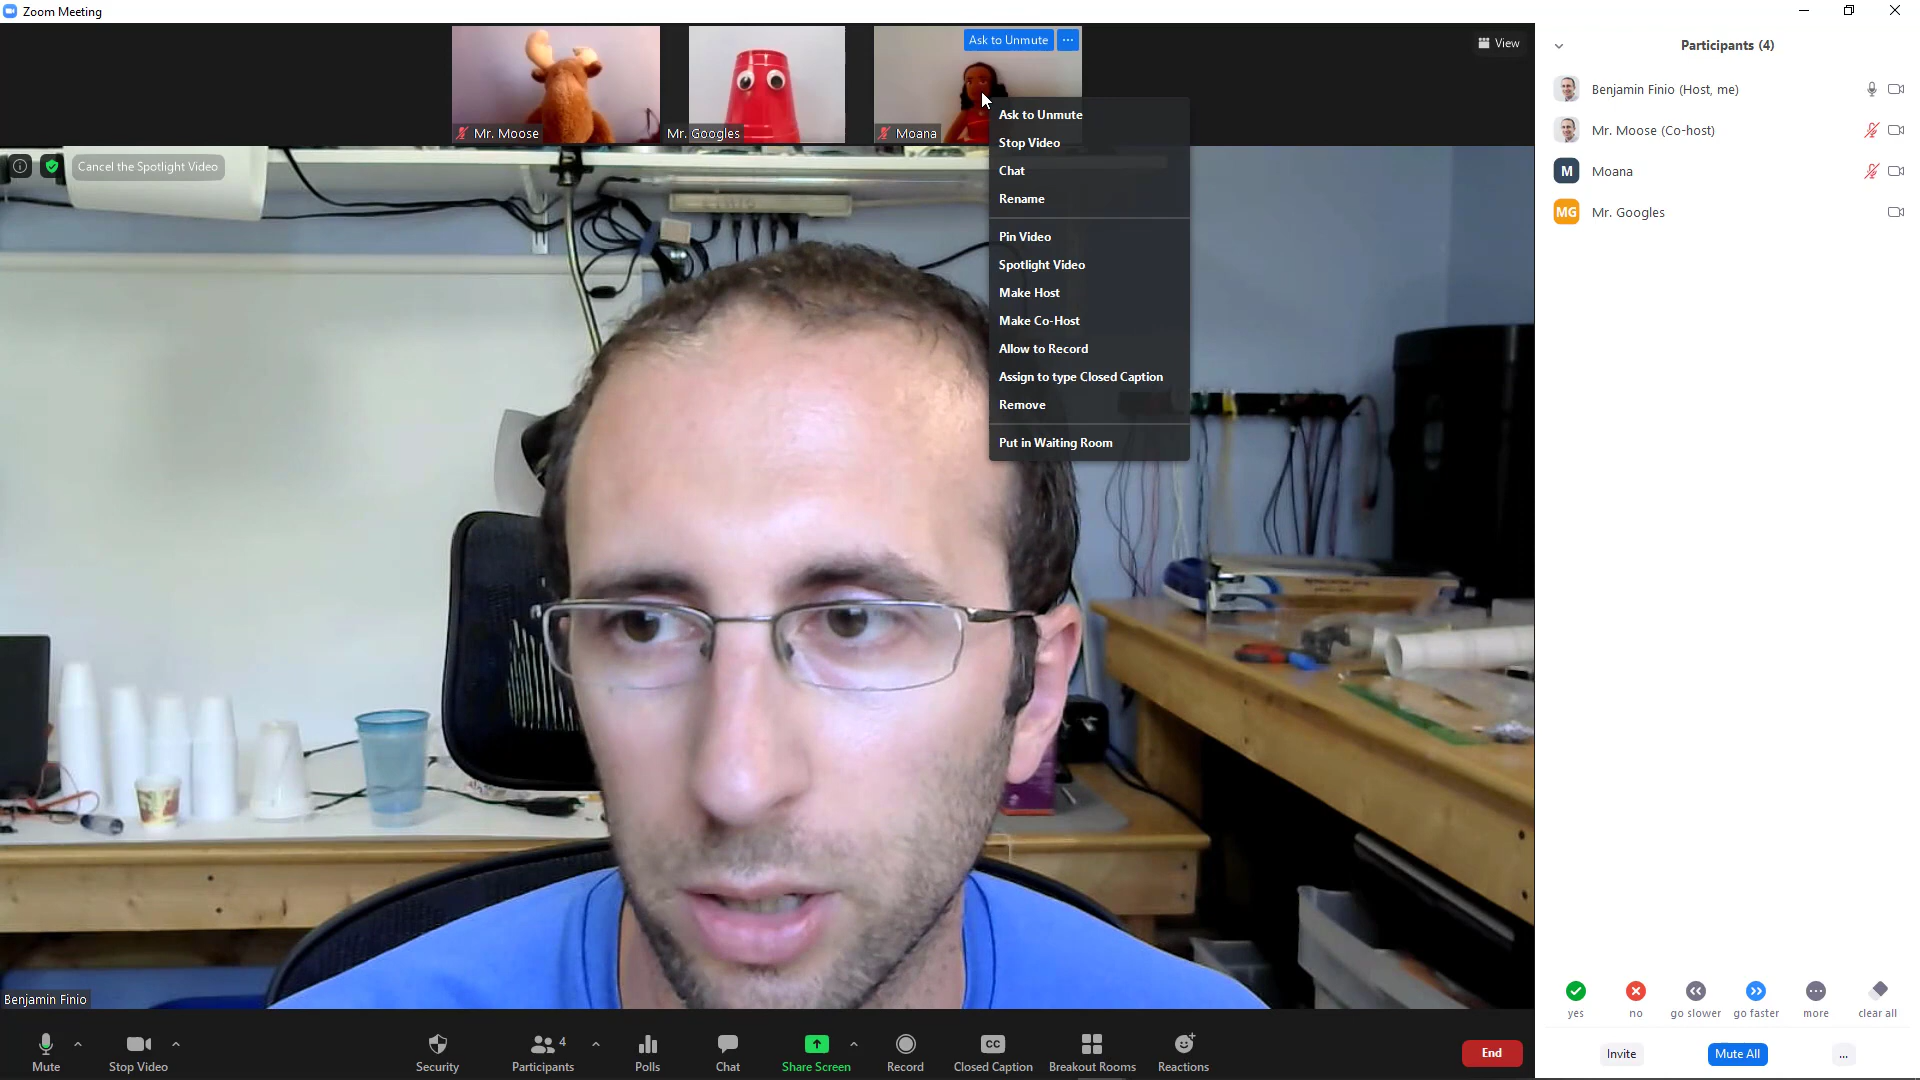 Zoom Meeting
Mr. Moose
Mr. Googles
Ask to Unmute
...
Moana
View
Cancel the Spotlight Video
Ask to Unmute
Stop Video
Chat
Rename
Pin Video
Spotlight Video
Make Host
Make Co-Host
Allow to Record
Assign to type Closed Caption
Remove
Put in Waiting Room
Benjamin Finio
Mute
Stop Video
Security
Participants
4
Polls
Chat
Share Screen
Record
CC
Closed Caption
Breakout Rooms
Reactions
End
Participants (4)
Benjamin Finio (Host, me)
Mr. Moose (Co-host)
M
Moana
MG
Mr. Googles
yes
no
go slower
go faster
more
clear all
Invite
Mute All
...